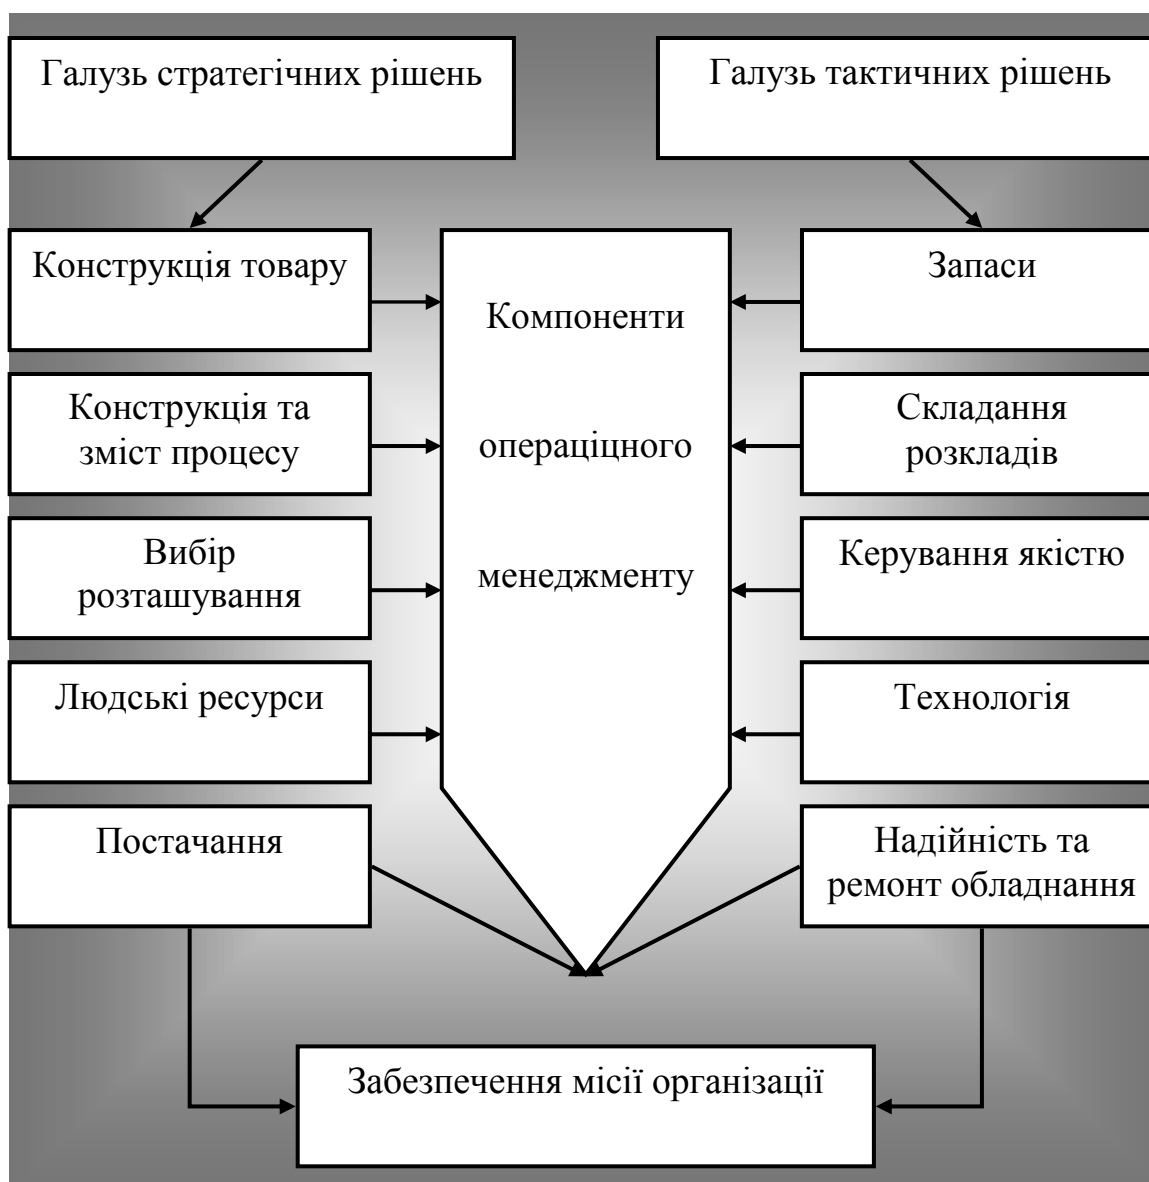 Галузь стратегічних рішень
Галузь тактичних рішень
Конструкція товару
Компоненти
Запаси
Конструкція та
зміст процесу
операціцного
Складання
розкладів
Вибір
розташування
менеджменту
Керування якістю
Людські ресурси
Технологія
Постачання
Надійність та
ремонт обладнання
Забезпечення місії організації